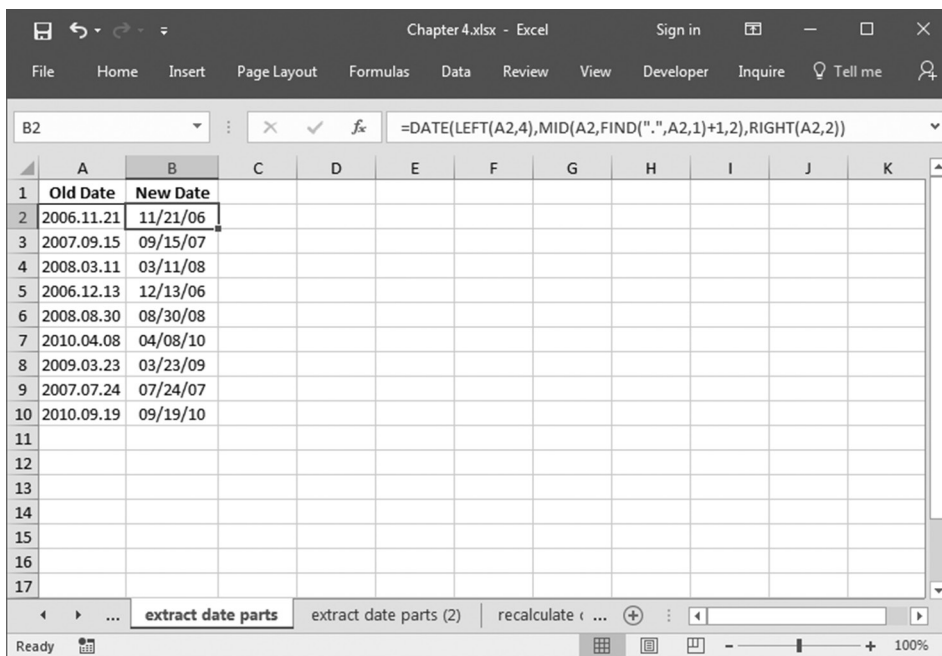 Chapter 4.xlsx - Excel Sign in
File Home Insert Page Layout Formulas Data Review View Developer Inquire Tell me
B2 fx =DATE(LEFT(A2,4),MID(A2,FIND(".",A2,1)+1,2),RIGHT(A2,2))
A B C D E F G H I J K
1 Old Date New Date
2 2006.11.21 11/21/06
3 2007.09.15 09/15/07
4 2008.03.11 03/11/08
5 2006.12.13 12/13/06
6 2008.08.30 08/30/08
7 2010.04.08 04/08/10
8 2009.03.23 03/23/09
9 2007.07.24 07/24/07
10 2010.09.19 09/19/10
11
12
13
14
15
16
17
... extract date parts extract date parts (2) recalculate ...
Ready 100%